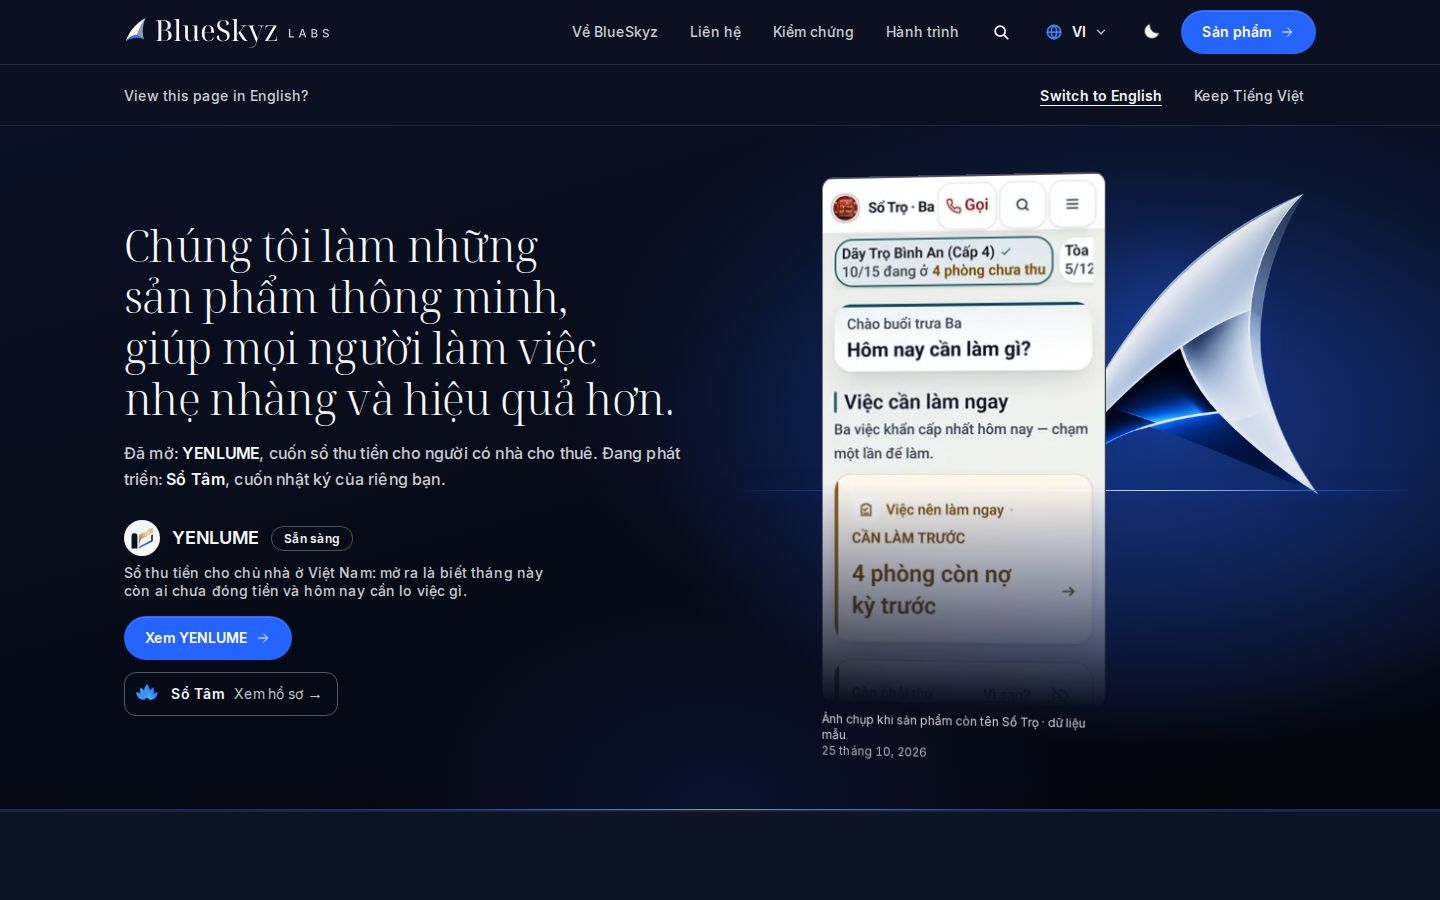 BlueSkyz LABS
Về BlueSkyz
Liên hệ
Kiểm chứng
Hành trình
VI
Sản phẩm →
View this page in English?
Switch to English
Keep Tiếng Việt
Chúng tôi làm những
sản phẩm thông minh,
giúp mọi người làm việc
nhẹ nhàng và hiệu quả hơn.
Đã mở: YENLUME, cuốn sổ thu tiền cho người có nhà cho thuê. Đang phát
triển: Sổ Tâm, cuốn nhật ký của riêng bạn.
YENLUME Sẵn sàng
Sổ thu tiền cho chủ nhà ở Việt Nam: mở ra là biết tháng này
còn ai chưa đóng tiền và hôm nay cần lo việc gì.
Xem YENLUME →
Sổ Tâm Xem hồ sơ →
Sổ Trọ · Ba
Gọi
Dãy Trọ Bình An (Cấp 4) ✓
10/15 đang ở 4 phòng chưa thu
Tòa
5/12
Chào buổi trưa Ba
Hôm nay cần làm gì?
Việc cần làm ngay
Ba việc khẩn cấp nhất hôm nay — chạm
một lần để làm.
Việc nên làm ngay ·
CẦN LÀM TRƯỚC
4 phòng còn nợ
kỳ trước
→
Còn phải thu
Vì sao?
Ảnh chụp khi sản phẩm còn tên Sổ Trọ · dữ liệu
mẫu
25 tháng 10, 2026